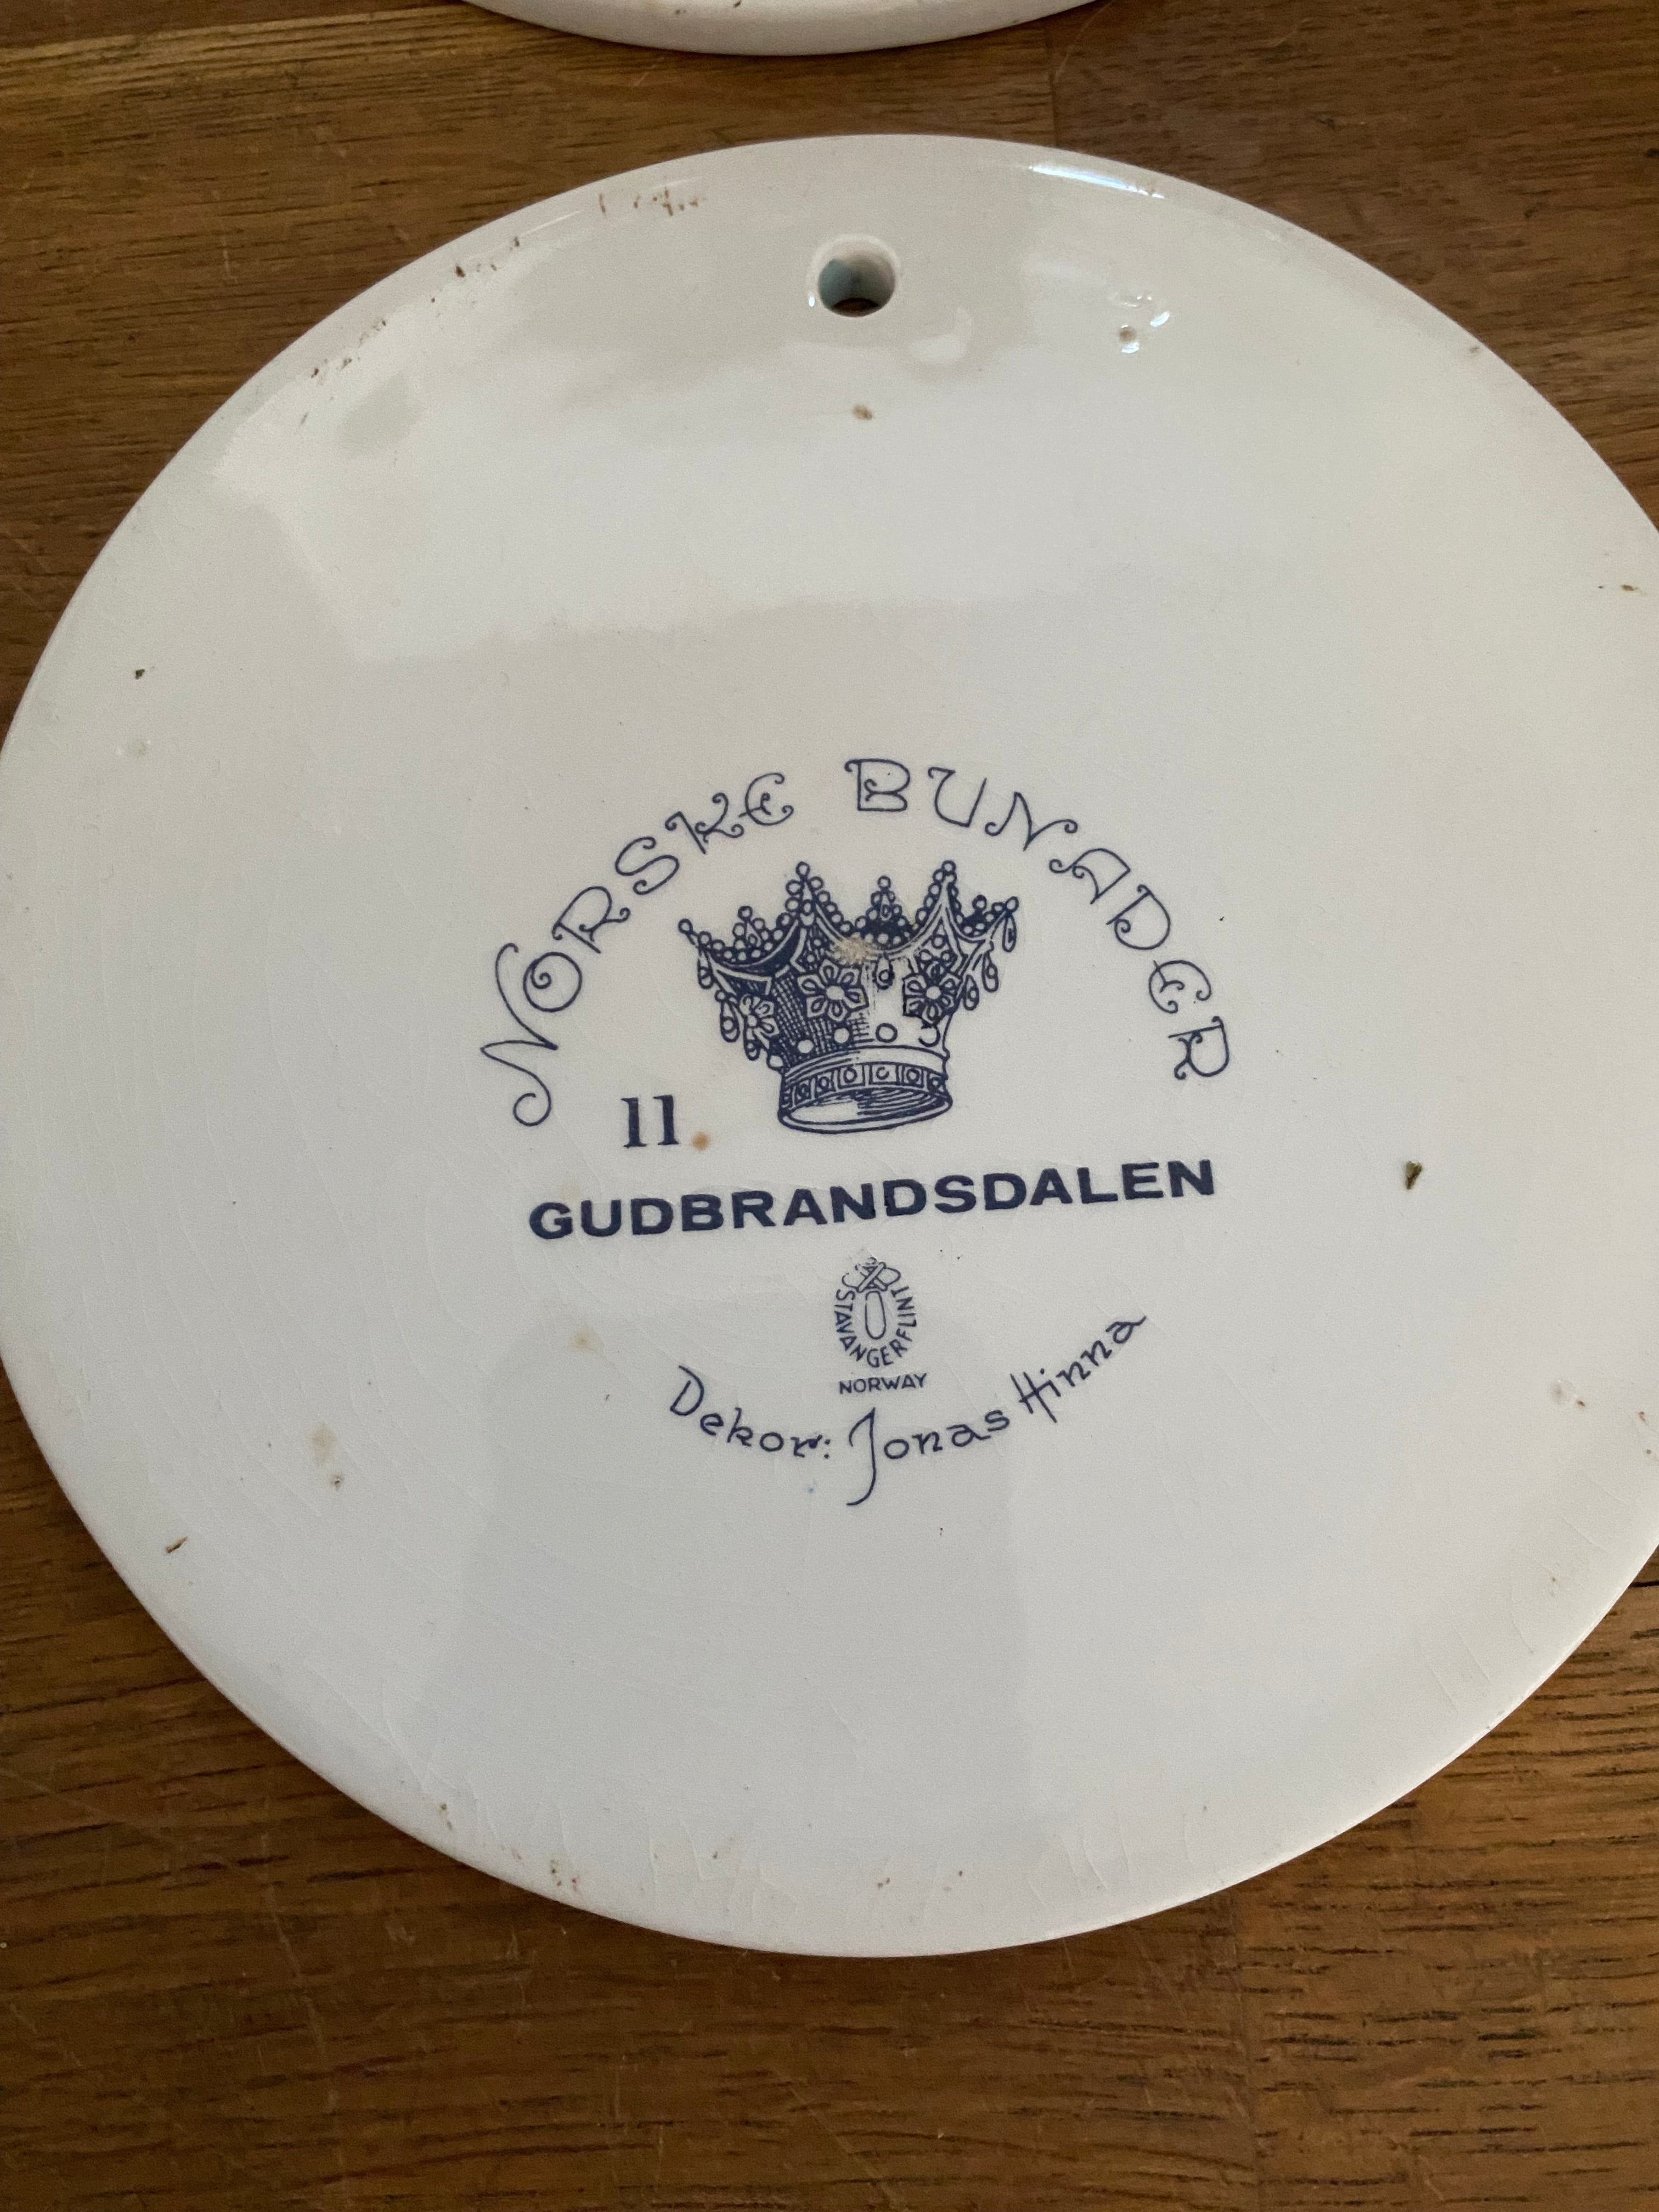 NORSKE BUNADER
11.
GUDBRANDSDALEN
STAVANGERFLINT
NORWAY
Dekor: Jonas Hinna